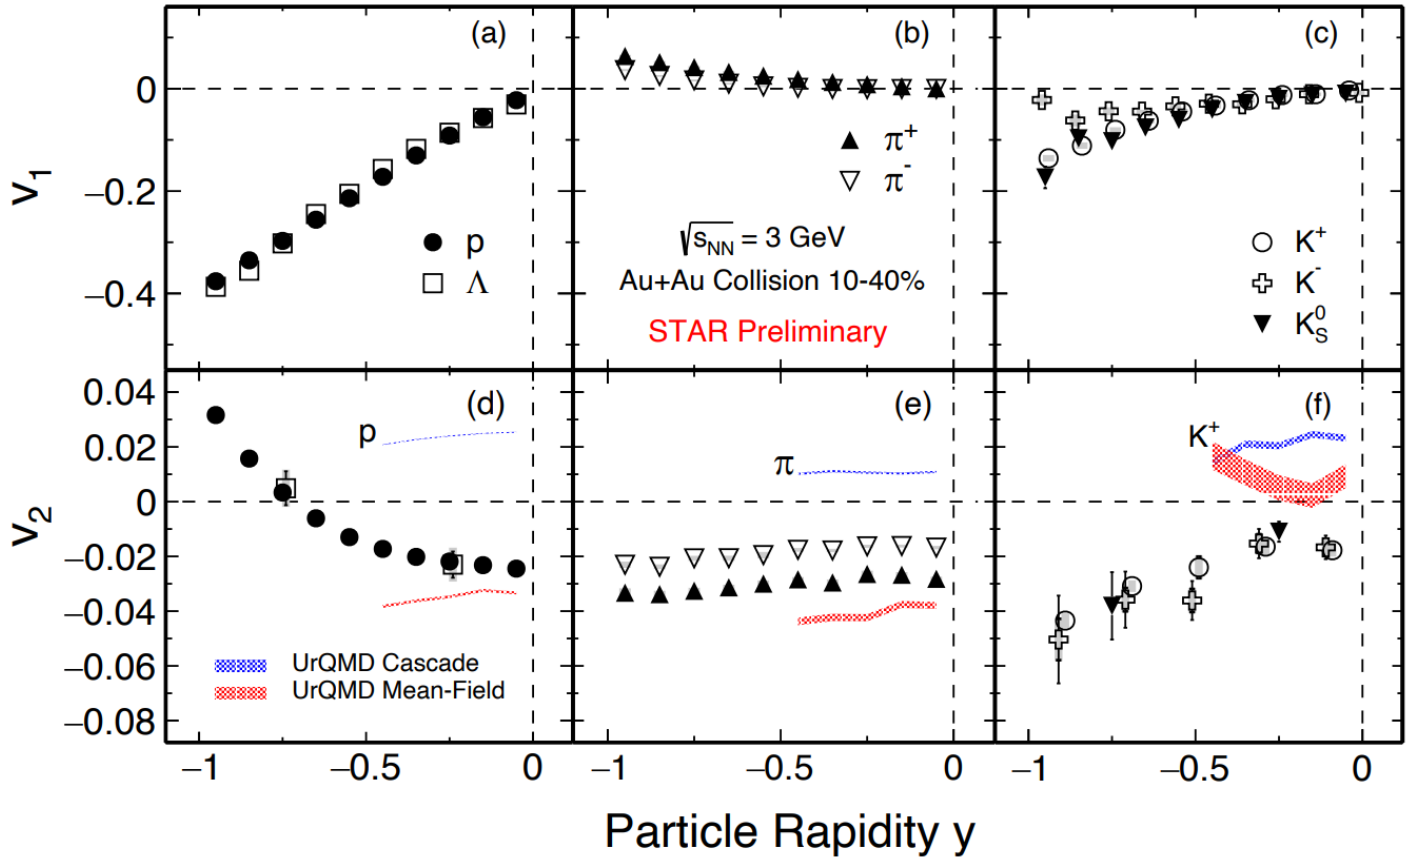 (a)
(b)
(c)
v₁
0
−0.2
−0.4
p
Λ
π⁺
π⁻
√sNN = 3 GeV
Au+Au Collision 10-40%
STAR Preliminary
K⁺
K⁻
K⁰S
(d)
(e)
(f)
v₂
0.04
0.02
0
−0.02
−0.04
−0.06
−0.08
p
UrQMD Cascade
UrQMD Mean-Field
π
K⁺
−1
−0.5
0
−1
−0.5
0
−1
−0.5
0
Particle Rapidity y